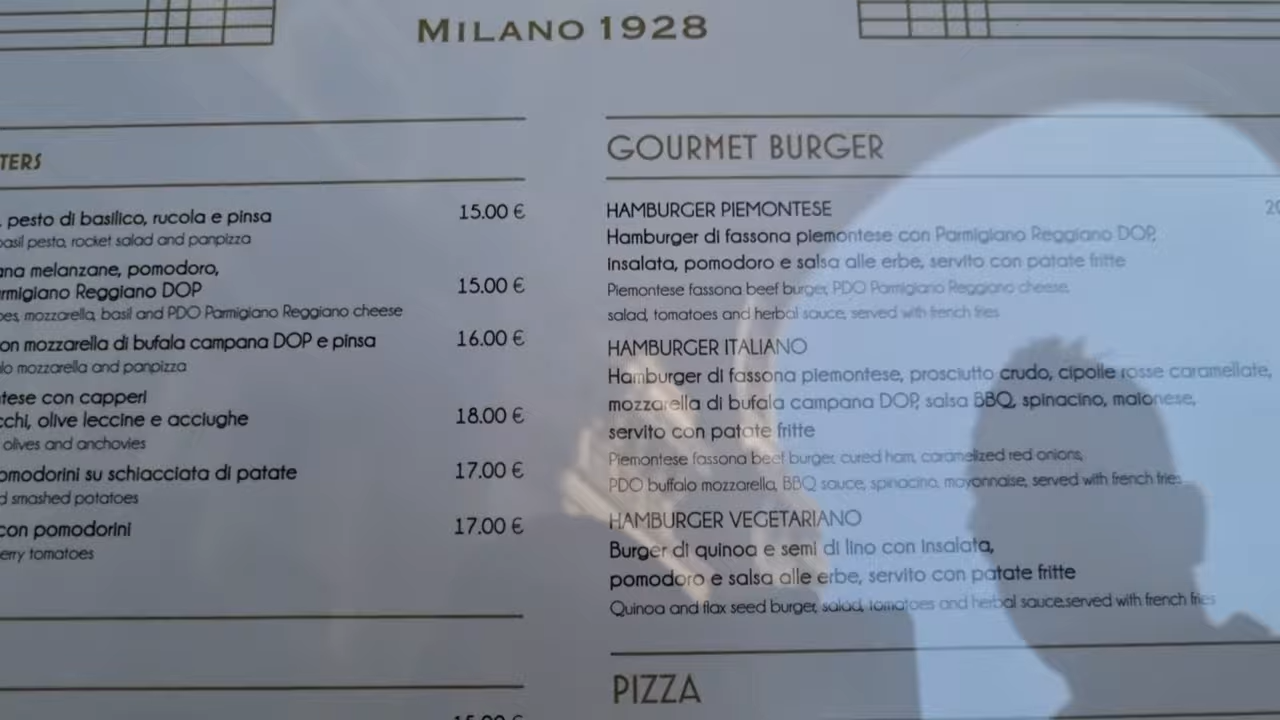 MILANO 1928
TERS
pesto di basilico, rucola e pinsa 15.00 €
basil pesto, rocket salad and panpizza
ana melanzane, pomodoro,
rmigiano Reggiano DOP 15.00 €
oes, mozzarella, basil and PDO Parmigiano Reggiano cheese
on mozzarella di bufala campana DOP e pinsa 16.00 €
lo mozzarella and panpizza
tese con capperi
cchi, olive leccine e acciughe 18.00 €
olives and anchovies
omodorini su schiacciata di patate 17.00 €
d smashed potatoes
con pomodorini 17.00 €
erry tomatoes
GOURMET BURGER
HAMBURGER PIEMONTESE 20
Hamburger di fassona piemontese con Parmigiano Reggiano DOP,
insalata, pomodoro e salsa alle erbe, servito con patate fritte
Piemontese fassona beef burger, PDO Parmigiano Reggiano cheese,
salad, tomatoes and herbal sauce, served with french fries
HAMBURGER ITALIANO
Hamburger di fassona piemontese, prosciutto crudo, cipolle rosse caramellate,
mozzarella di bufala campana DOP, salsa BBQ, spinacino, maionese,
servito con patate fritte
Piemontese fassona beef burger, cured ham, caramelized red onions,
PDO buffalo mozzarella, BBQ sauce, spinacino, mayonnaise, served with french fries
HAMBURGER VEGETARIANO
Burger di quinoa e semi di lino con insalata,
pomodoro e salsa alle erbe, servito con patate fritte
Quinoa and flax seed burger, salad, tomatoes and herbal sauce.served with french fries
PIZZA